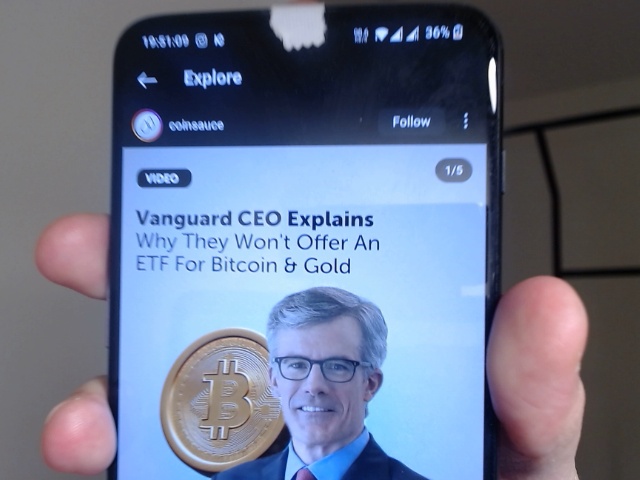 19:51:09
36%
Explore
coinsauce
Follow
VIDEO
1/5
Vanguard CEO Explains
Why They Won't Offer An
ETF For Bitcoin & Gold